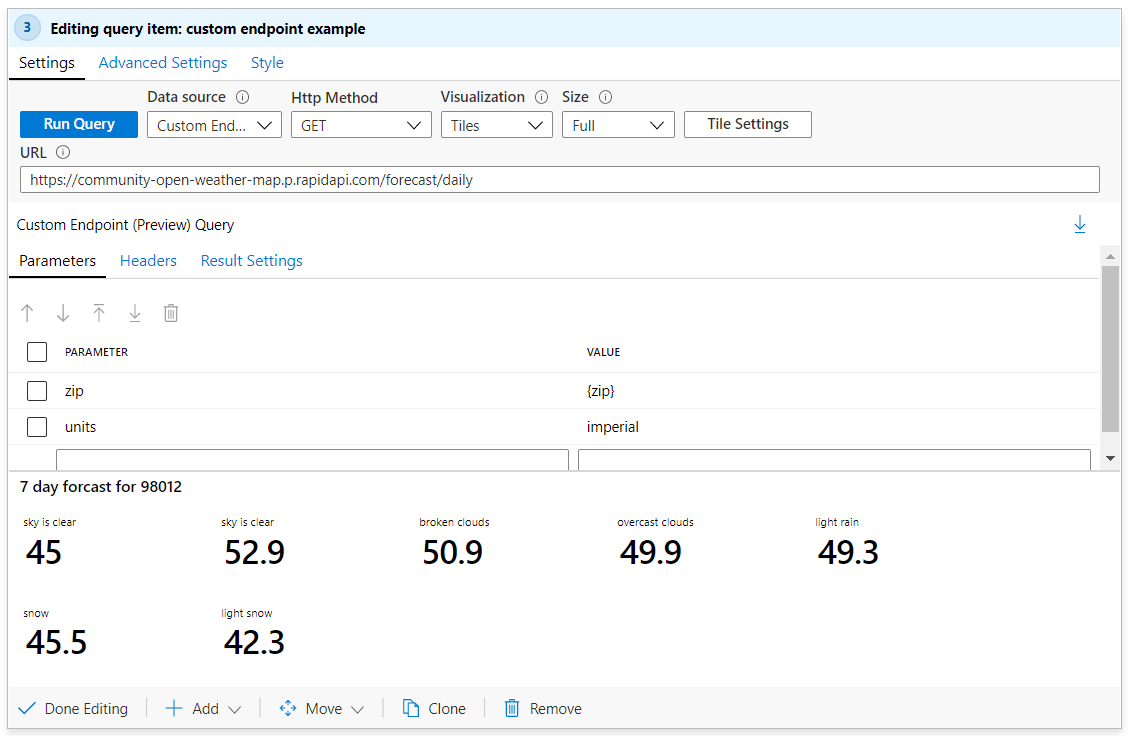 3 Editing query item: custom endpoint example
Settings Advanced Settings Style
Data source Http Method Visualization Size
Run Query Custom End... GET Tiles Full Tile Settings
URL
https://community-open-weather-map.p.rapidapi.com/forecast/daily
Custom Endpoint (Preview) Query
Parameters Headers Result Settings
PARAMETER VALUE
zip {zip}
units imperial
7 day forcast for 98012
sky is clear sky is clear broken clouds overcast clouds light rain
45 52.9 50.9 49.9 49.3
snow light snow
45.5 42.3
Done Editing Add Move Clone Remove